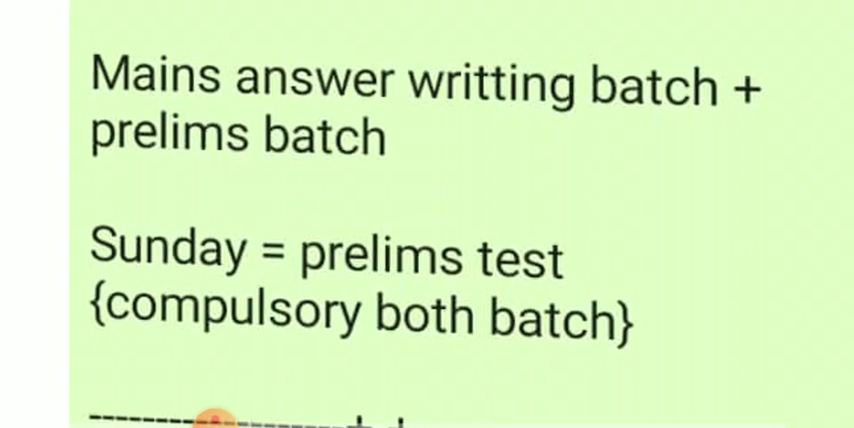 Mains answer writting batch +
prelims batch
Sunday = prelims test
{compulsory both batch}